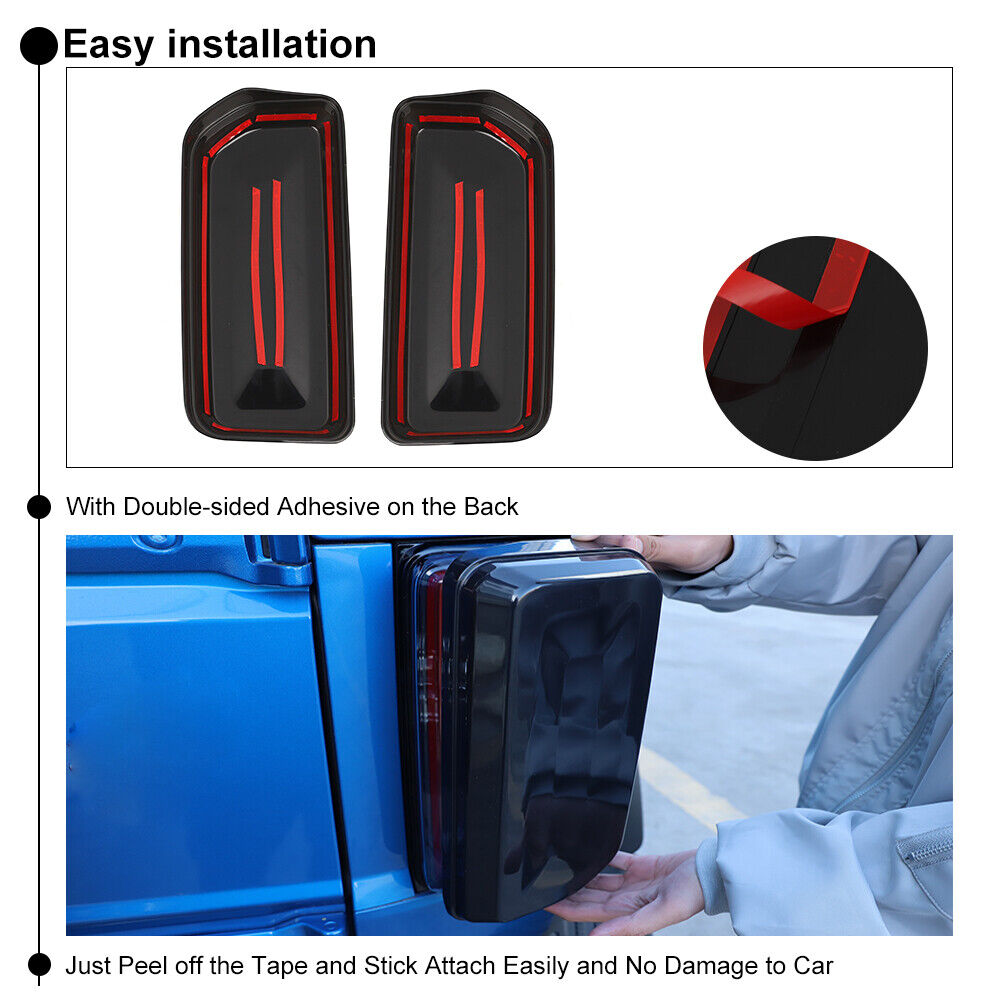 Easy installation
With Double-sided Adhesive on the Back
Just Peel off the Tape and Stick Attach Easily and No Damage to Car